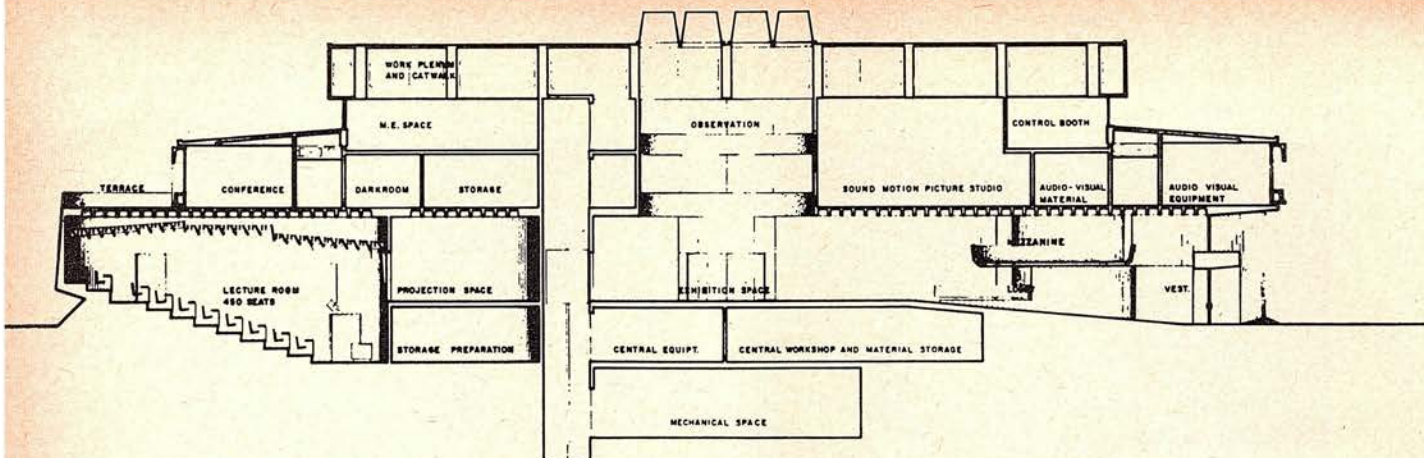 WORK PLENUM
AND CATWALK
M.E. SPACE
OBSERVATION
CONTROL BOOTH
TERRACE
CONFERENCE
DARKROOM
STORAGE
SOUND MOTION PICTURE STUDIO
AUDIO-VISUAL
MATERIAL
AUDIO VISUAL
EQUIPMENT
MEZZANINE
LECTURE ROOM
450 SEATS
PROJECTION SPACE
EXHIBITION SPACE
LOBBY
VEST.
STORAGE PREPARATION
CENTRAL EQUIPT.
CENTRAL WORKSHOP AND MATERIAL STORAGE
MECHANICAL SPACE